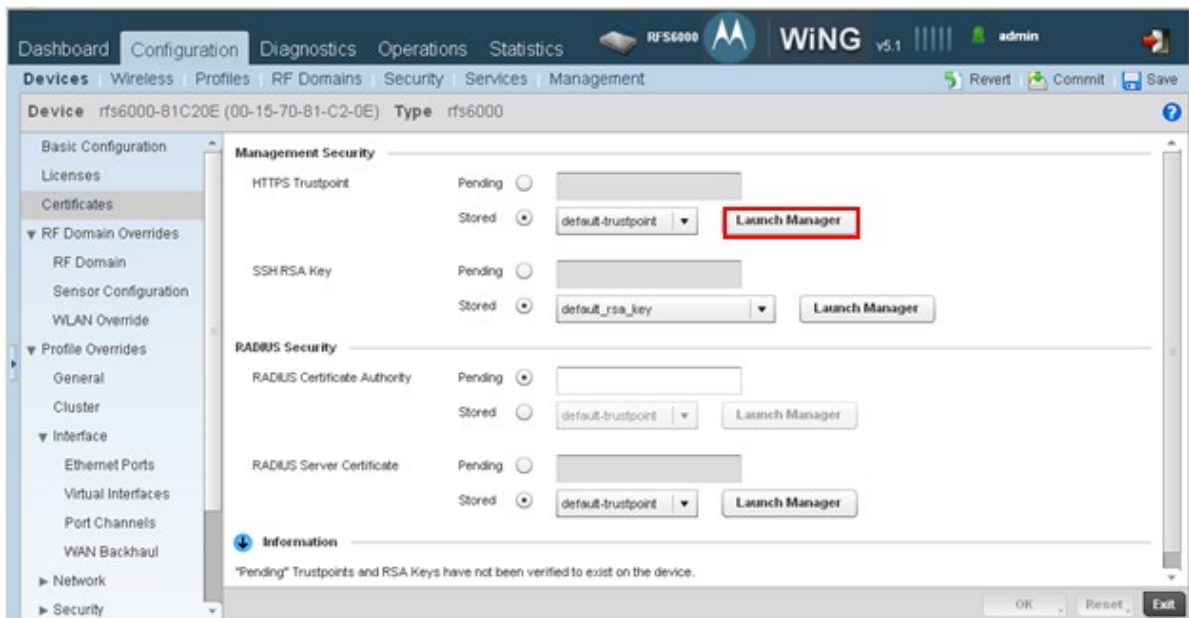 RFS6000 WiNG v5.1 admin
Dashboard Configuration Diagnostics Operations Statistics
Devices Wireless Profiles RF Domains Security Services Management Revert Commit Save
Device rfs6000-81C20E (00-15-70-81-C2-0E) Type rfs6000
Basic Configuration
Licenses
Certificates
RF Domain Overrides
RF Domain
Sensor Configuration
WLAN Override
Profile Overrides
General
Cluster
Interface
Ethernet Ports
Virtual Interfaces
Port Channels
WAN Backhaul
Network
Security
Management Security
HTTPS Trustpoint Pending
Stored default-trustpoint Launch Manager
SSH RSA Key Pending
Stored default_rsa_key Launch Manager
RADIUS Security
RADIUS Certificate Authority Pending
Stored default-trustpoint Launch Manager
RADIUS Server Certificate Pending
Stored default-trustpoint Launch Manager
Information
"Pending" Trustpoints and RSA Keys have not been verified to exist on the device.
OK Reset Exit